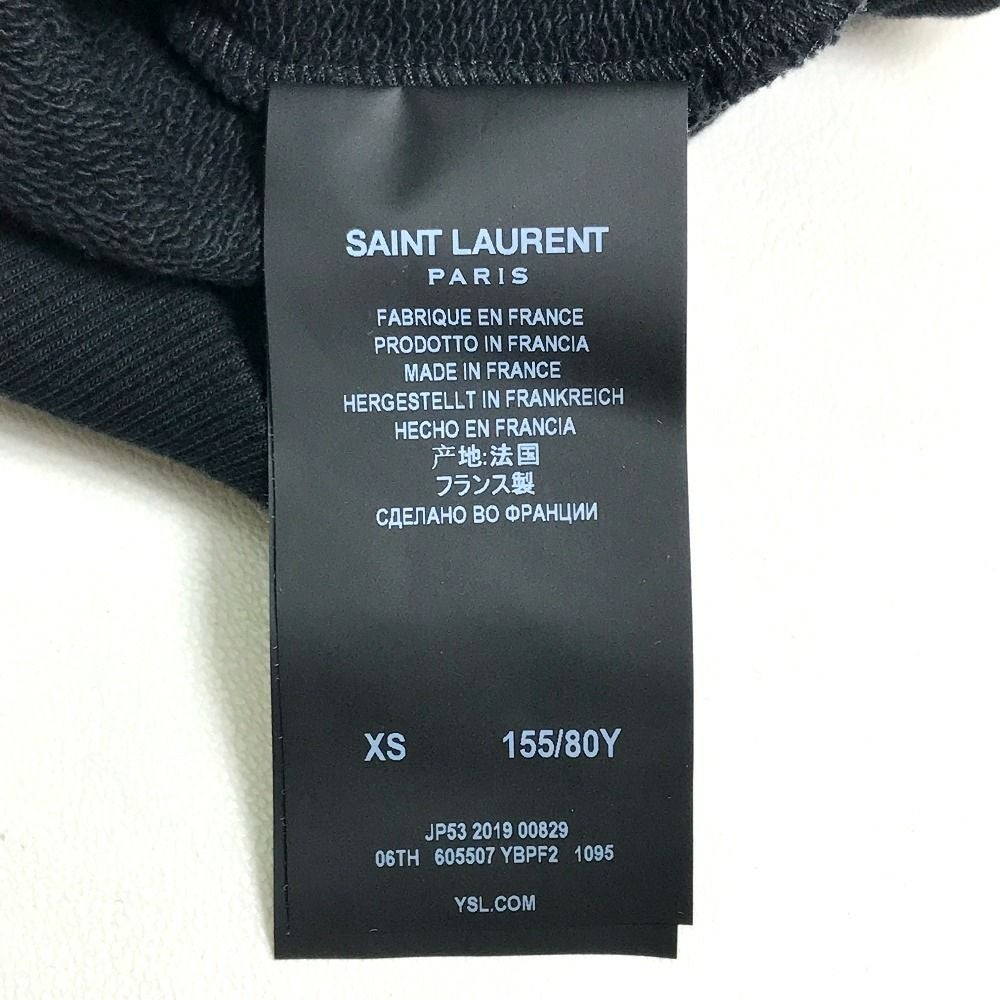 SAINT LAURENT
PARIS
FABRIQUE EN FRANCE
PRODOTTO IN FRANCIA
MADE IN FRANCE
HERGESTELLT IN FRANKREICH
HECHO EN FRANCIA
产地:法国
フランス製
СДЕЛАНО ВО ФРАНЦИИ
XS 155/80Y
JP53 2019 00829
06TH 605507 YBPF2 1095
YSL.COM